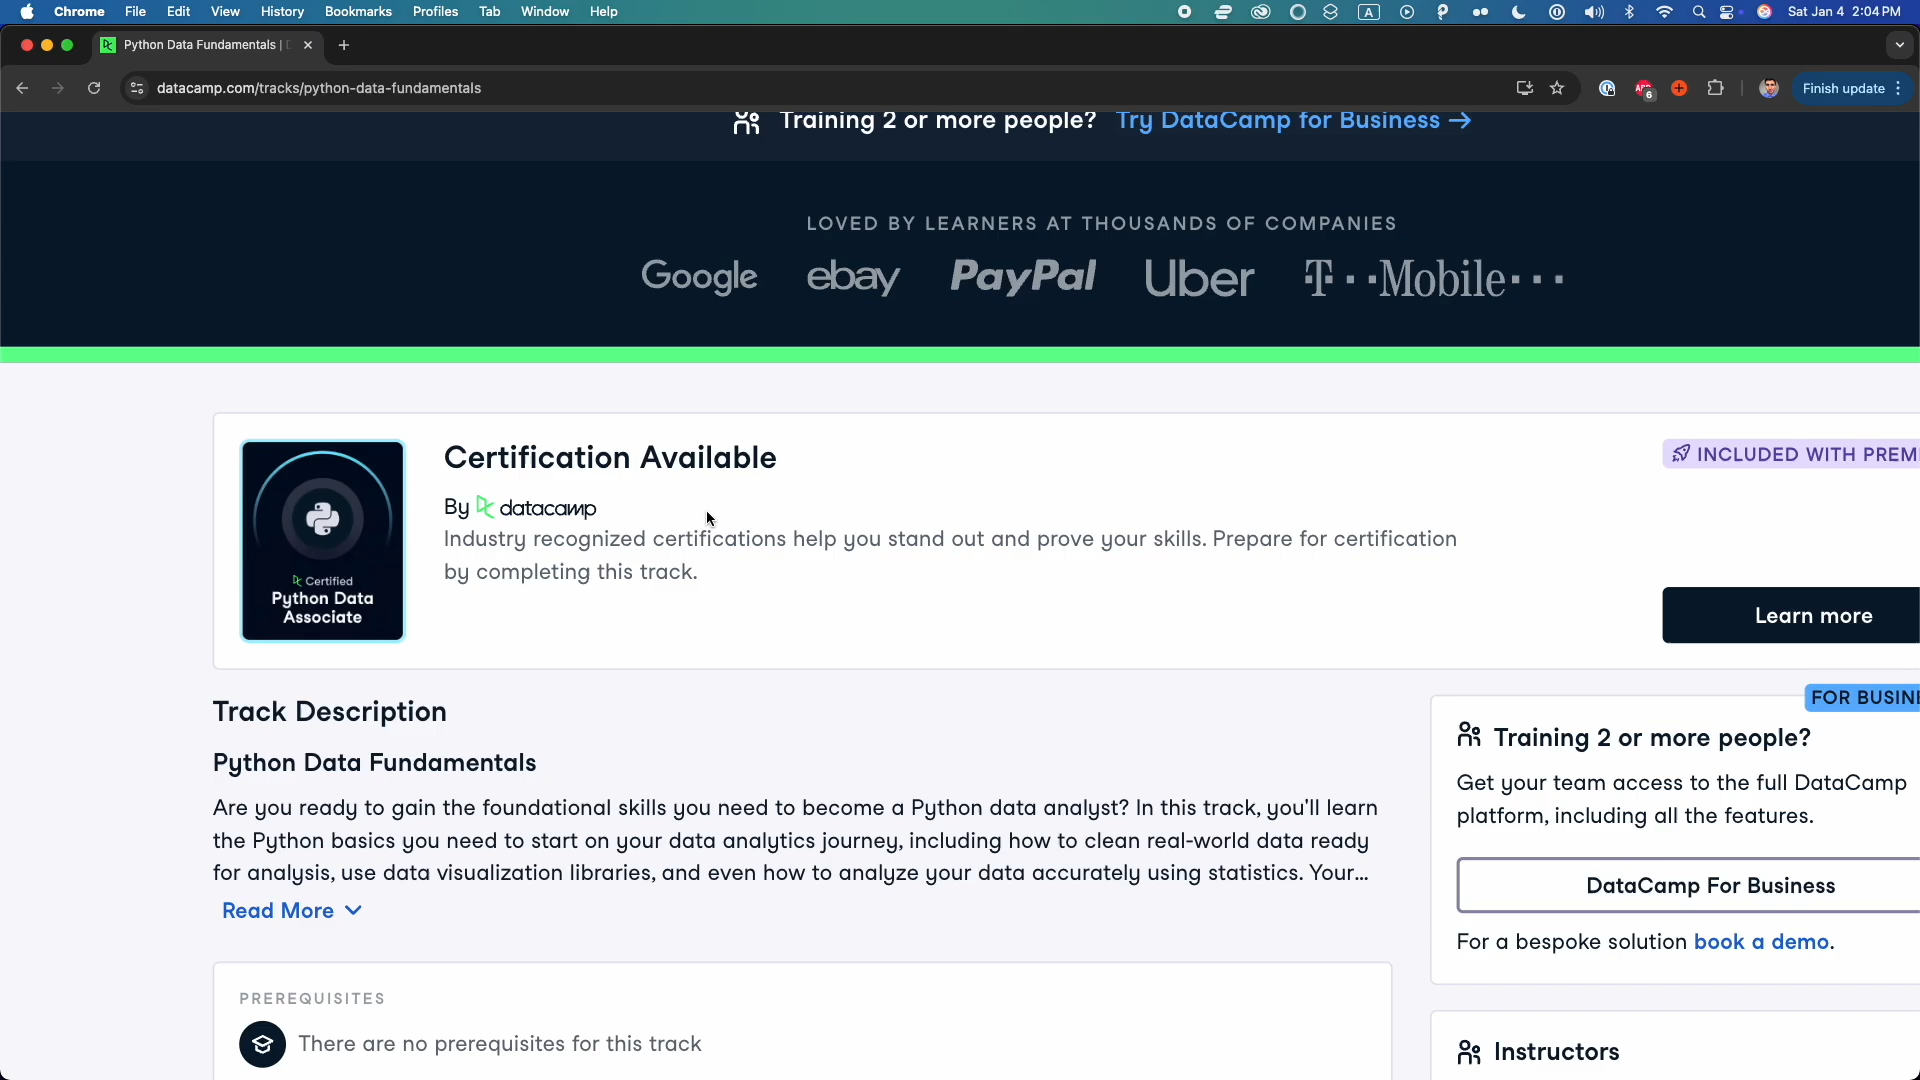 Chrome File Edit View History Bookmarks Profiles Tab Window Help
A
Sat Jan 4 2:04 PM
Python Data Fundamentals |
datacamp.com/tracks/python-data-fundamentals
6
Finish update
Training 2 or more people? Try DataCamp for Business →
LOVED BY LEARNERS AT THOUSANDS OF COMPANIES
Google ebay PayPal Uber T··Mobile···
Certification Available
INCLUDED WITH PREM
By datacamp
Industry recognized certifications help you stand out and prove your skills. Prepare for certification
by completing this track.
Certified
Python Data
Associate
Learn more
Track Description
Python Data Fundamentals
Are you ready to gain the foundational skills you need to become a Python data analyst? In this track, you'll learn
the Python basics you need to start on your data analytics journey, including how to clean real-world data ready
for analysis, use data visualization libraries, and even how to analyze your data accurately using statistics. Your...
Read More
PREREQUISITES
There are no prerequisites for this track
FOR BUSINE
Training 2 or more people?
Get your team access to the full DataCamp
platform, including all the features.
DataCamp For Business
For a bespoke solution book a demo.
Instructors